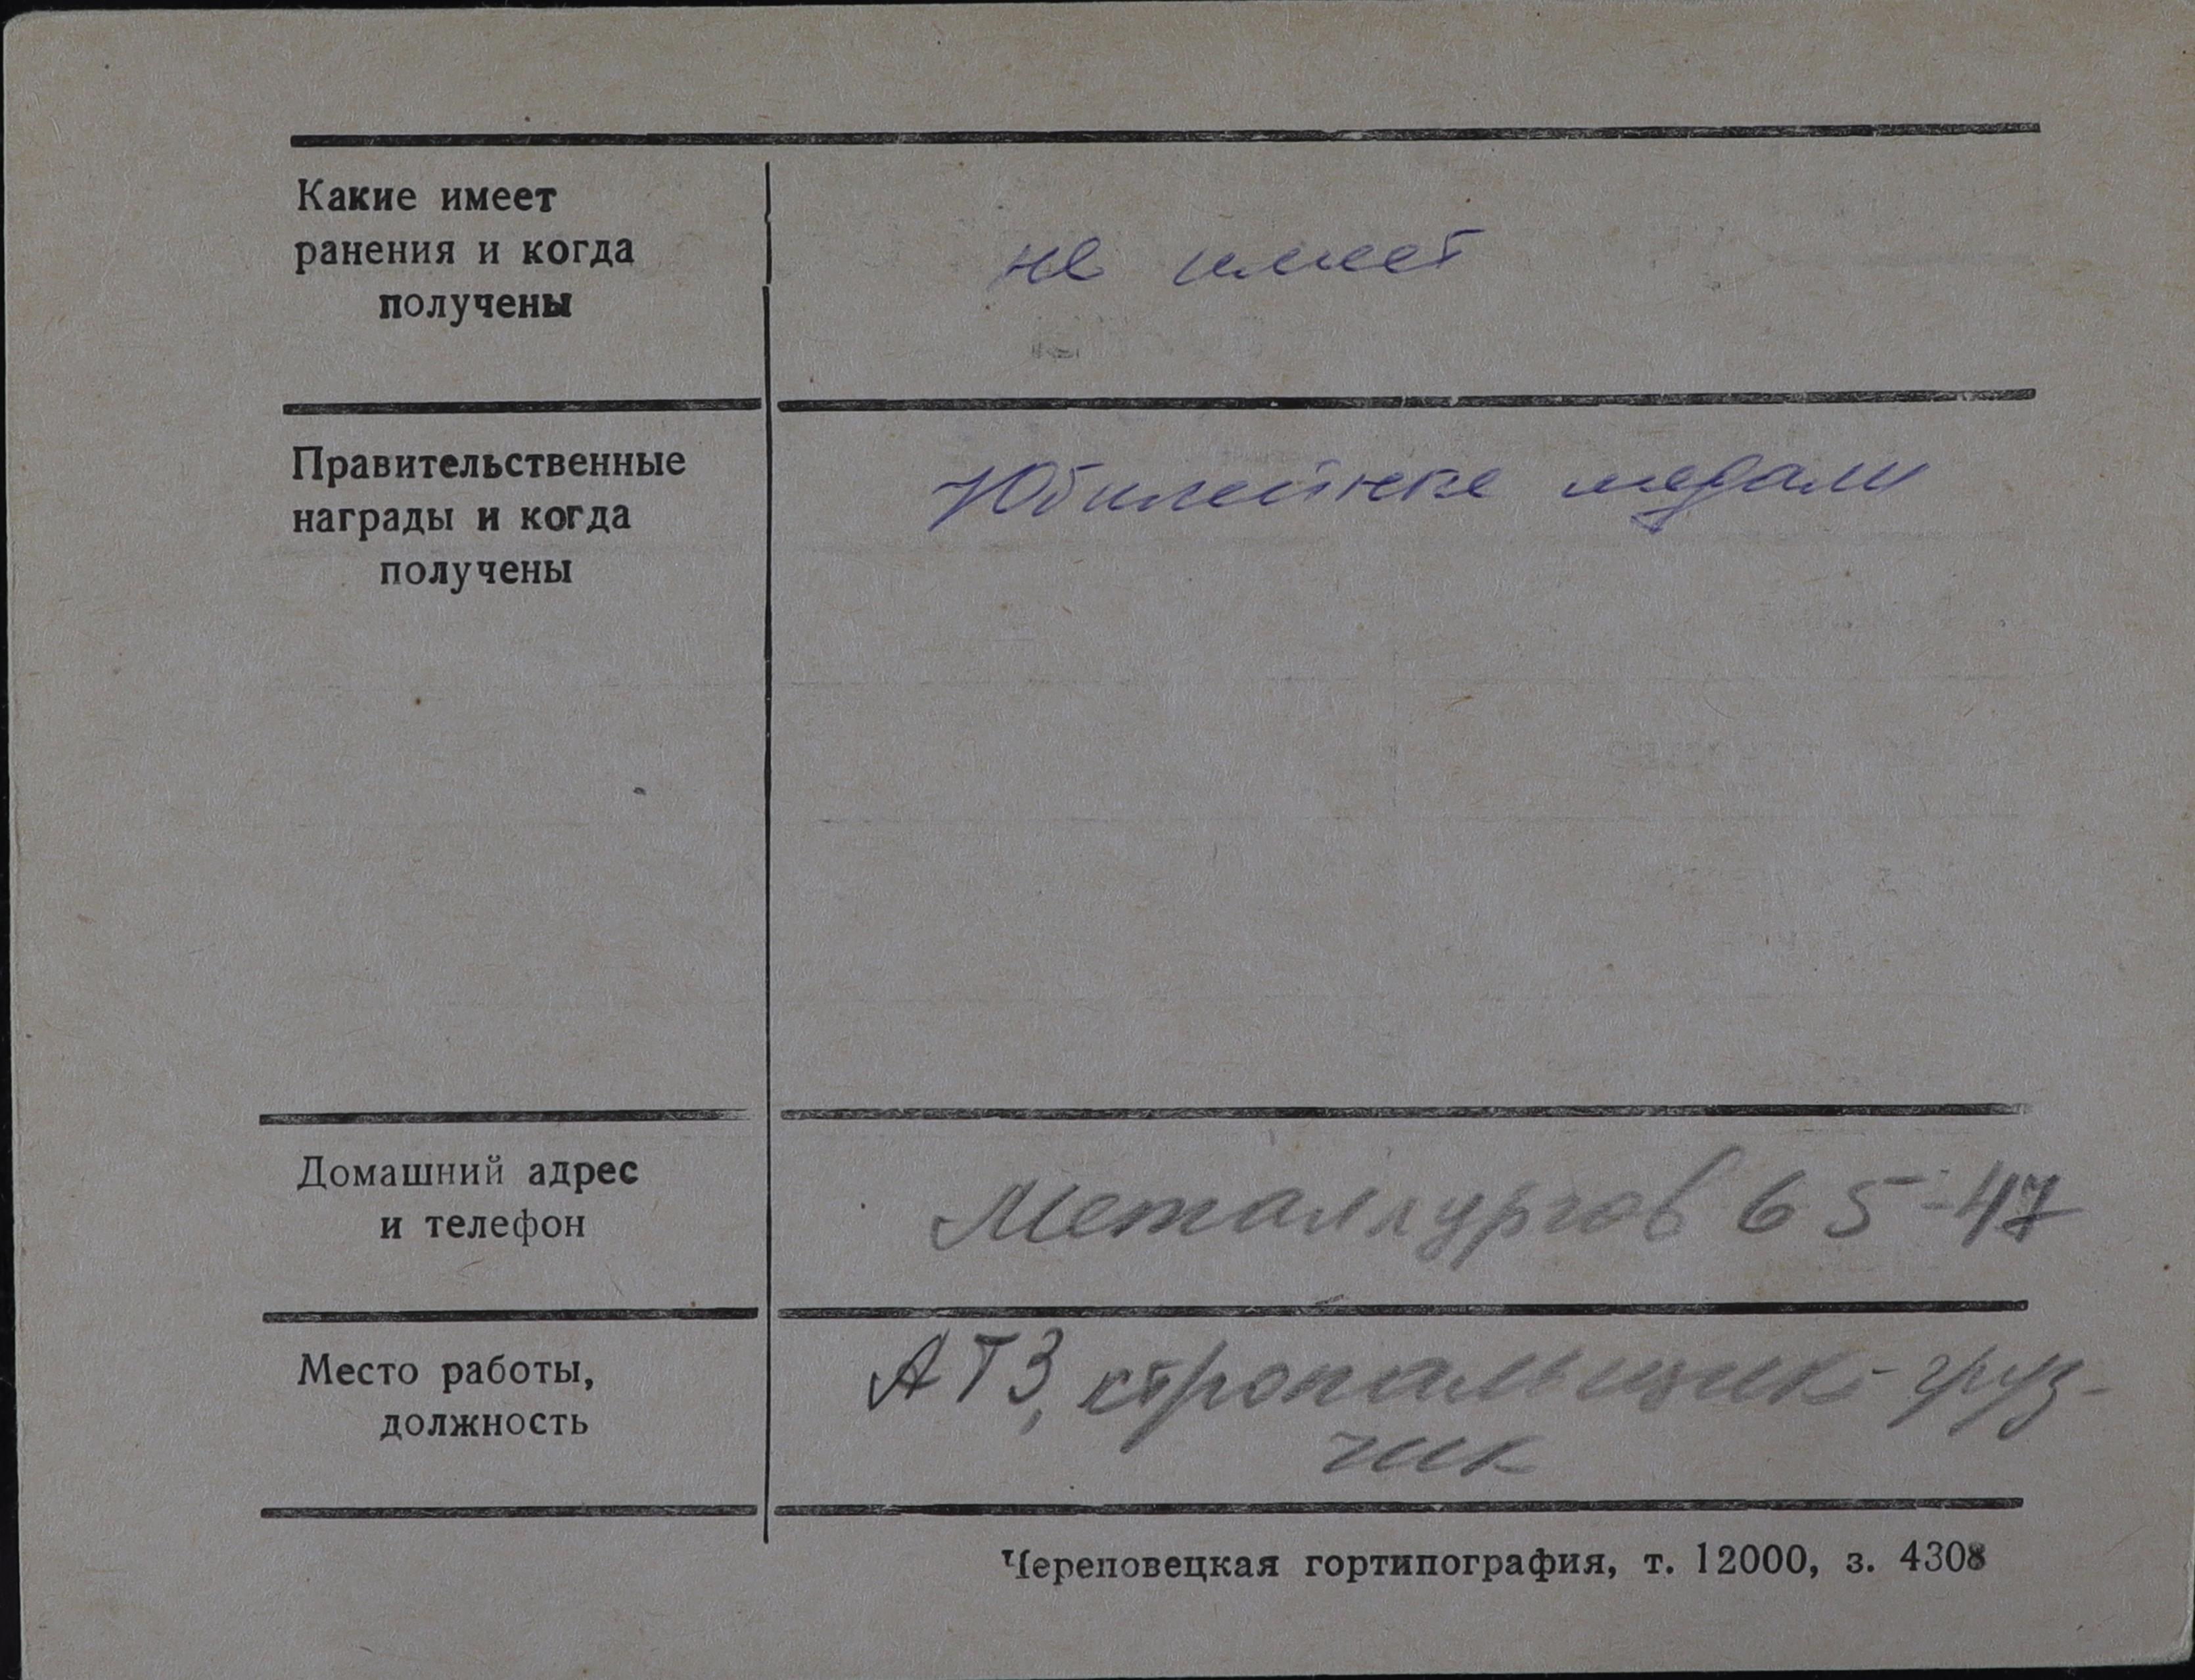 Какие имеет
ранения и когда
получены
не имеет
Правительственные
награды и когда
получены
Юбилейные медали
Домашний адрес
и телефон
Металлургов 65-47
Место работы,
должность
АТЗ, стропальщик-груз-
чик
Череповецкая гортипография, т. 12000, з. 4308